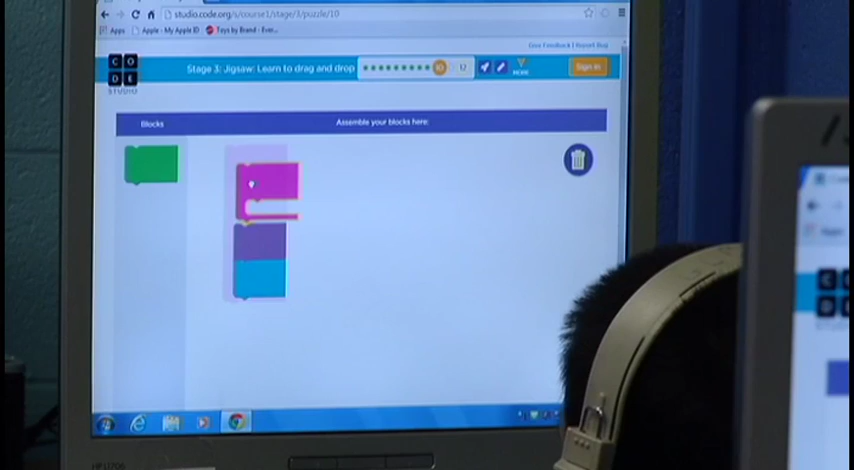 studio.code.org/s/course1/stage/3/puzzle/10
Apps Apple - My Apple ID Toys by Brand - Ever...
Give Feedback | Report Bug
C O
D E
STUDIO
Stage 3: Jigsaw: Learn to drag and drop
10
12
MORE
Sign in
Blocks
Assemble your blocks here: